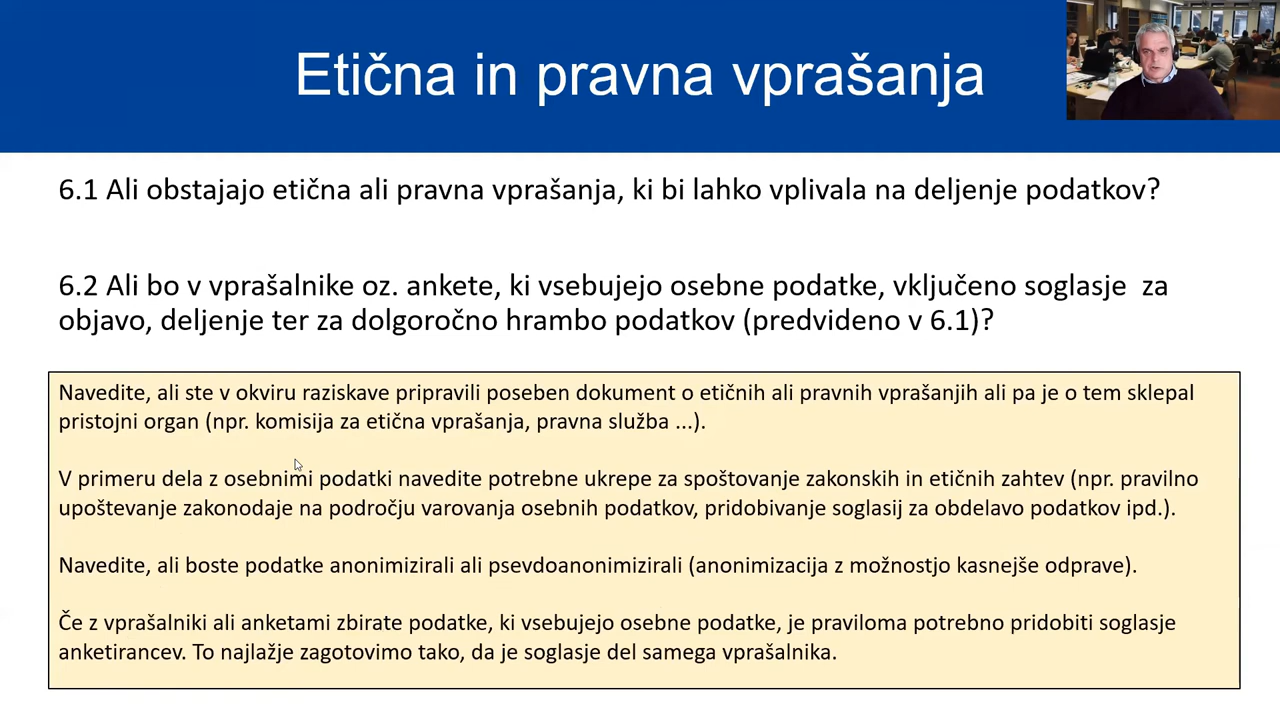 Etična in pravna vprašanja
6.1 Ali obstajajo etična ali pravna vprašanja, ki bi lahko vplivala na deljenje podatkov?
6.2 Ali bo v vprašalnike oz. ankete, ki vsebujejo osebne podatke, vključeno soglasje za
objavo, deljenje ter za dolgoročno hrambo podatkov (predvideno v 6.1)?
Navedite, ali ste v okviru raziskave pripravili poseben dokument o etičnih ali pravnih vprašanjih ali pa je o tem sklepal
pristojni organ (npr. komisija za etična vprašanja, pravna služba ...).
V primeru dela z osebnimi podatki navedite potrebne ukrepe za spoštovanje zakonskih in etičnih zahtev (npr. pravilno
upoštevanje zakonodaje na področju varovanja osebnih podatkov, pridobivanje soglasij za obdelavo podatkov ipd.).
Navedite, ali boste podatke anonimizirali ali psevdoanonimizirali (anonimizacija z možnostjo kasnejše odprave).
Če z vprašalniki ali anketami zbirate podatke, ki vsebujejo osebne podatke, je praviloma potrebno pridobiti soglasje
anketirancev. To najlažje zagotovimo tako, da je soglasje del samega vprašalnika.